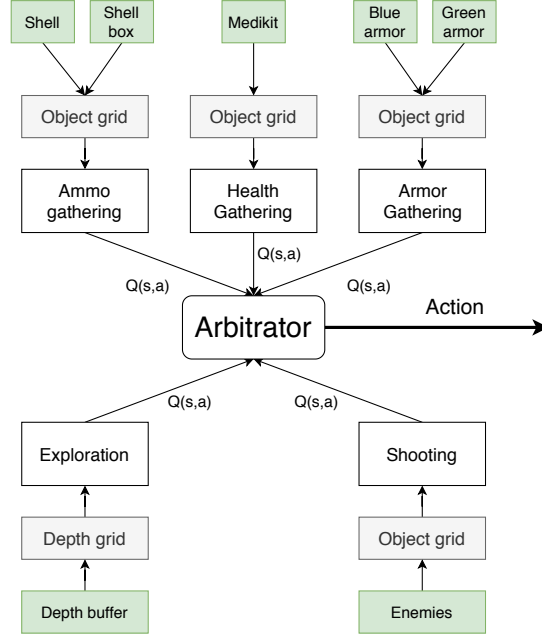 Shell
Shell
box
Medikit
Blue
armor
Green
armor
Object grid
Object grid
Object grid
Ammo
gathering
Health
Gathering
Armor
Gathering
Q(s,a)
Q(s,a)
Q(s,a)
Arbitrator
Action
Q(s,a)
Q(s,a)
Exploration
Shooting
Depth grid
Object grid
Depth buffer
Enemies